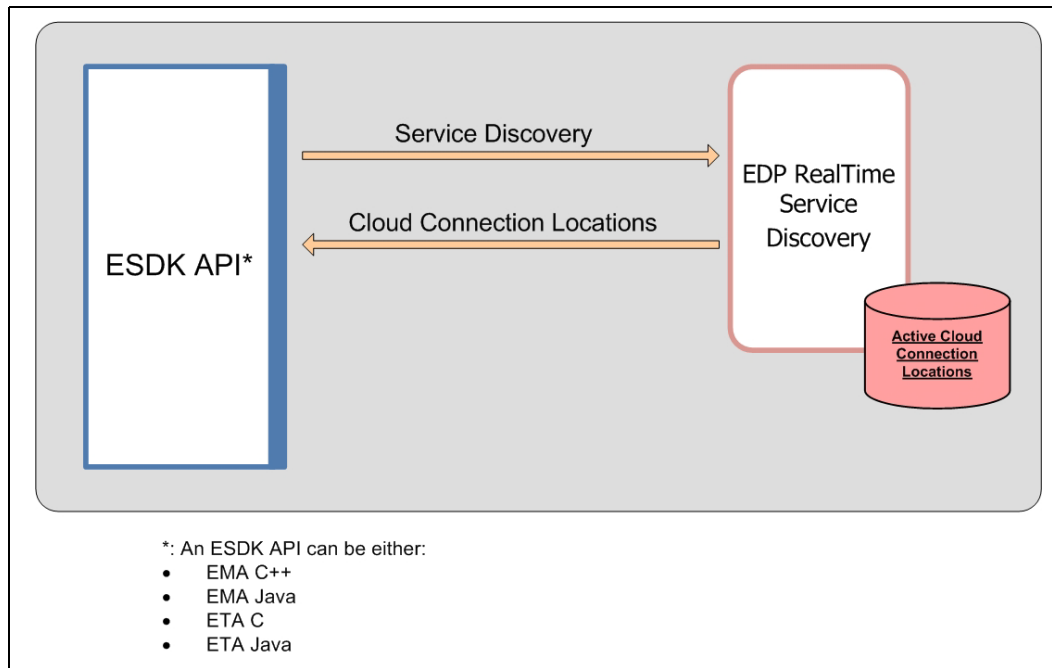 Service Discovery
Cloud Connection Locations
ESDK API*
EDP RealTime
Service
Discovery
Active Cloud
Connection
Locations
*: An ESDK API can be either:
• EMA C++
• EMA Java
• ETA C
• ETA Java